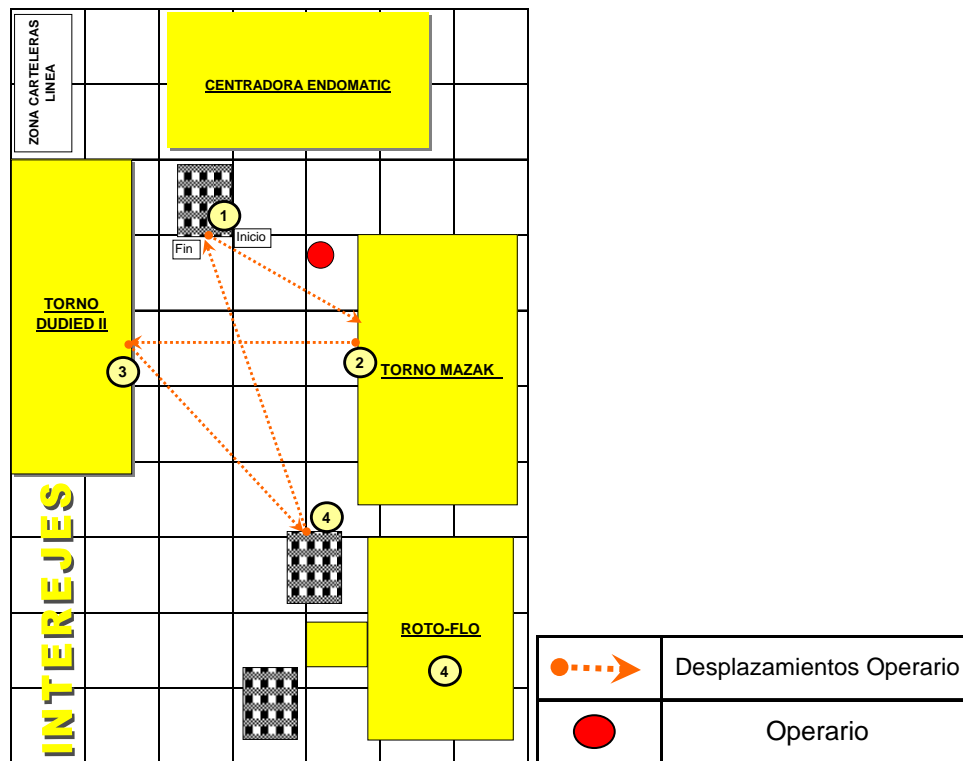 ZONA CARTELERAS
LINEA
CENTRADORA ENDOMATIC
1
Inicio
Fin
TORNO
DUDIED II
2
TORNO MAZAK
3
4
INTEREJES
ROTO-FLO
4
Desplazamientos Operario
Operario